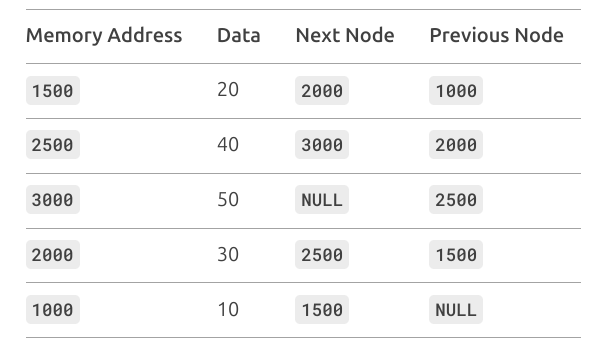 Memory Address Data Next Node Previous Node
1500 20 2000 1000
2500 40 3000 2000
3000 50 NULL 2500
2000 30 2500 1500
1000 10 1500 NULL